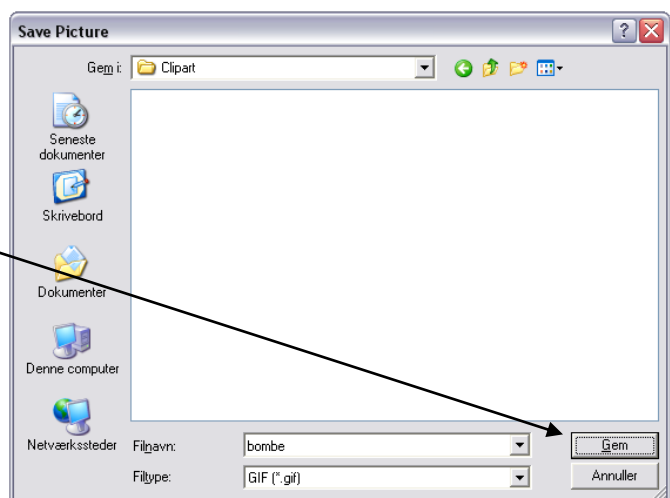 Save Picture
Gem i: Clipart
Seneste
dokumenter
Skrivebord
Dokumenter
Denne computer
Netværkssteder
Filnavn: bombe Gem
Filtype: GIF (*.gif) Annuller